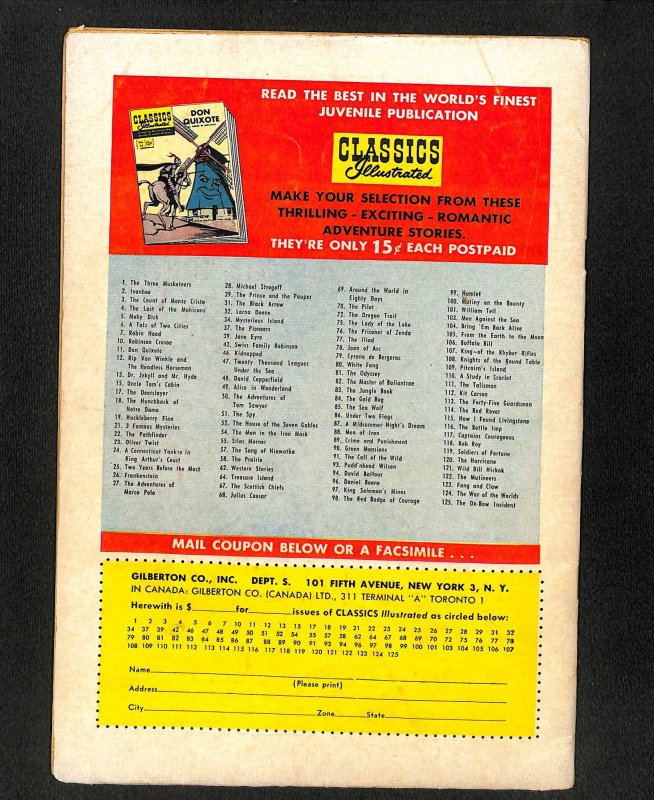 READ THE BEST IN THE WORLD'S FINEST
JUVENILE PUBLICATION
CLASSICS
Illustrated
DON
QUIXOTE
CLASSICS
Illustrated
15¢
MAKE YOUR SELECTION FROM THESE
THRILLING - EXCITING - ROMANTIC
ADVENTURE STORIES.
THEY'RE ONLY 15¢ EACH POSTPAID
1. The Three Musketeers
2. Ivanhoe
3. The Count of Monte Cristo
4. The Last of the Mohicans
5. Moby Dick
6. A Tale of Two Cities
7. Robin Hood
10. Robinson Crusoe
11. Don Quixote
12. Rip Van Winkle and
The Headless Horseman
13. Dr. Jekyll and Mr. Hyde
15. Uncle Tom's Cabin
17. The Deerslayer
18. The Hunchback of
Notre Dame
19. Huckleberry Finn
21. 3 Famous Mysteries
22. The Pathfinder
23. Oliver Twist
24. A Connecticut Yankee in
King Arthur's Court
25. Two Years Before the Mast
26. Frankenstein
27. The Adventures of
Marco Polo
28. Michael Strogoff
29. The Prince and the Pauper
31. The Black Arrow
32. Lorna Doone
34. Mysterious Island
37. The Pioneers
39. Jane Eyre
42. Swiss Family Robinson
46. Kidnapped
47. Twenty Thousand Leagues
Under the Sea
48. David Copperfield
49. Alice in Wonderland
50. The Adventures of
Tom Sawyer
51. The Spy
52. The House of the Seven Gables
54. The Man in the Iron Mask
55. Silas Marner
57. The Song of Hiawatha
58. The Prairie
62. Western Stories
64. Treasure Island
67. The Scottish Chiefs
68. Julius Caesar
69. Around the World in
Eighty Days
70. The Pilot
72. The Oregon Trail
75. The Lady of the Lake
76. The Prisoner of Zenda
77. The Iliad
78. Joan of Arc
79. Cyrano de Bergerac
80. White Fang
81. The Odyssey
82. The Master of Ballantrae
83. The Jungle Book
84. The Gold Bug
85. The Sea Wolf
86. Under Two Flags
87. A Midsummer Night's Dream
88. Men of Iron
89. Crime and Punishment
90. Green Mansions
91. The Call of the Wild
93. Pudd'nhead Wilson
94. David Balfour
96. Daniel Boone
97. King Solomon's Mines
98. The Red Badge of Courage
99. Hamlet
100. Mutiny on the Bounty
101. William Tell
103. Men Against the Sea
104. Bring 'Em Back Alive
105. From the Earth to the Moon
106. Buffalo Bill
107. King—of the Khyber Rifles
108. Knights of the Round Table
109. Pitcairn's Island
110. A Study in Scarlet
111. The Talisman
112. Kit Carson
113. The Forty-Five Guardsmen
114. The Red Rover
115. How I Found Livingstone
116. The Bottle Imp
117. Captains Courageous
118. Rob Roy
119. Soldiers of Fortune
120. The Hurricane
121. Wild Bill Hickok
122. The Mutineers
123. Fang and Claw
124. The War of the Worlds
125. The Ox-Bow Incident
MAIL COUPON BELOW OR A FACSIMILE . . .
GILBERTON CO., INC. DEPT. S. 101 FIFTH AVENUE, NEW YORK 3, N. Y.
IN CANADA: GILBERTON CO. (CANADA) LTD., 311 TERMINAL "A" TORONTO 1
Herewith is $ for issues of CLASSICS Illustrated as circled below:
1 2 3 4 5 6 7 10 11 12 13 15 17 18 19 21 22 23 24 25 26 27 28 29 31 32
34 37 39 42 46 47 48 49 50 51 52 54 55 57 58 62 64 67 68 69 70 72 75 76 77 78
79 80 81 82 83 84 85 86 87 88 89 90 91 93 94 96 97 98 99 100 101 103 104 105 106 107
108 109 110 111 112 113 114 115 116 117 118 119 120 121 122 123 124 125
Name
(Please print)
Address
City Zone State